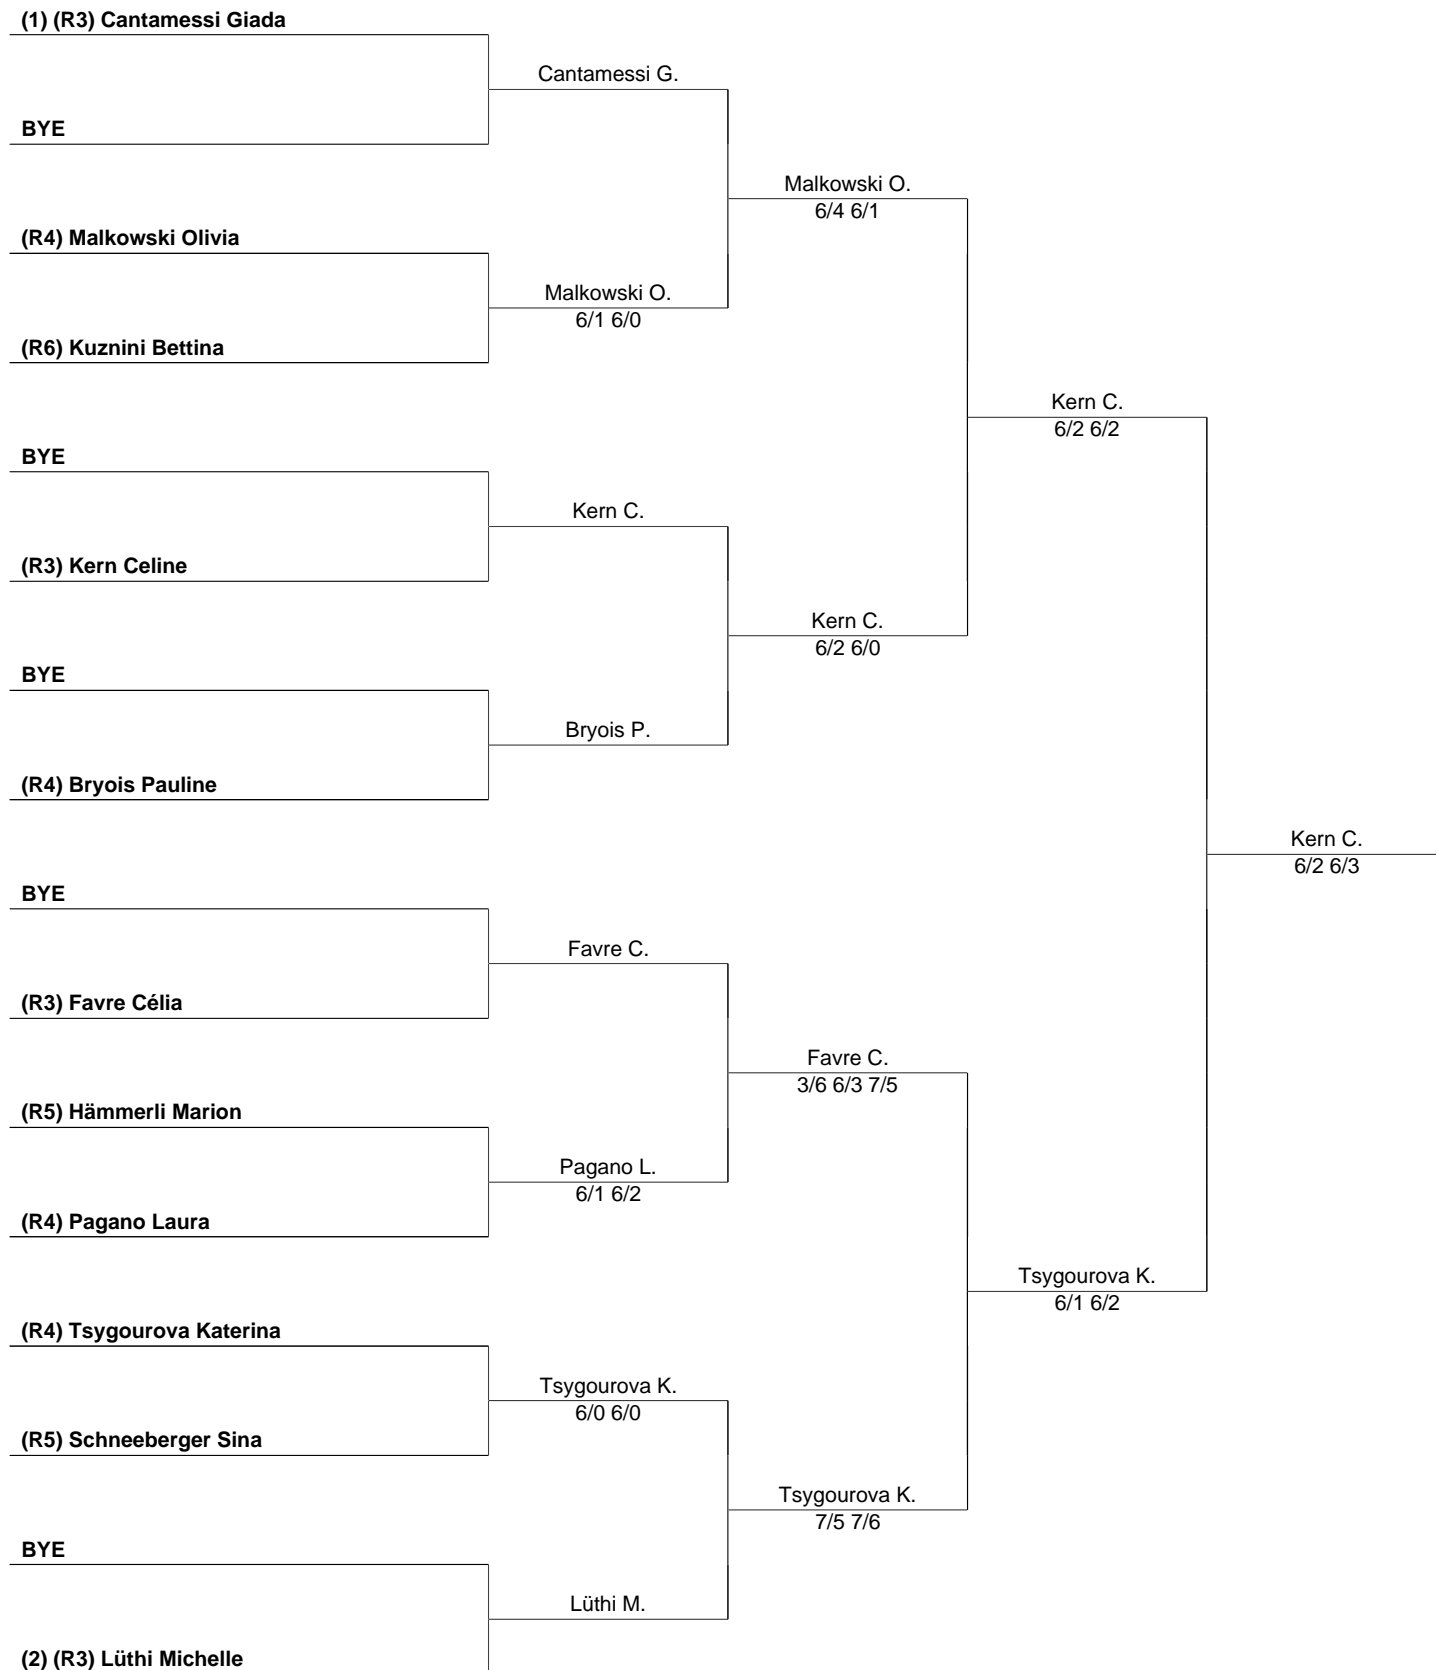 (1) (R3) Cantamessi Giada
Cantamessi G.
BYE
Malkowski O.
6/4 6/1
(R4) Malkowski Olivia
Malkowski O.
6/1 6/0
(R6) Kuznini Bettina
Kern C.
6/2 6/2
BYE
Kern C.
(R3) Kern Celine
Kern C.
6/2 6/0
BYE
Bryois P.
(R4) Bryois Pauline
Kern C.
6/2 6/3
BYE
Favre C.
(R3) Favre Célia
Favre C.
3/6 6/3 7/5
(R5) Hämmerli Marion
Pagano L.
6/1 6/2
(R4) Pagano Laura
Tsygourova K.
6/1 6/2
(R4) Tsygourova Katerina
Tsygourova K.
6/0 6/0
(R5) Schneeberger Sina
Tsygourova K.
7/5 7/6
BYE
Lüthi M.
(2) (R3) Lüthi Michelle